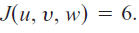 J(u, υ, w) = 6.